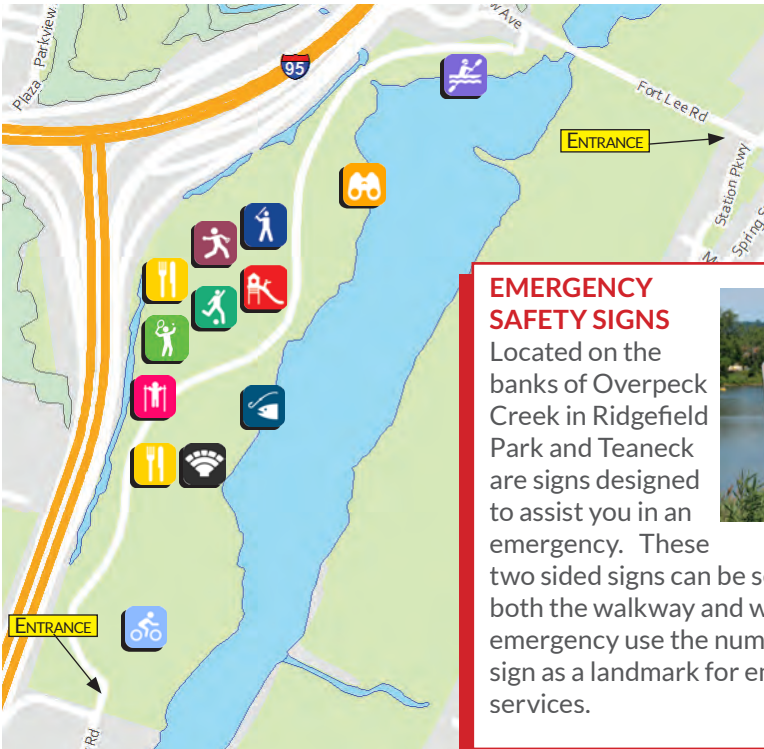 Plaza
Parkview
95
w Ave
Fort Lee Rd
ENTRANCE
Station Pkwy
Spring S
M
EMERGENCY
SAFETY SIGNS
Located on the
banks of Overpeck
Creek in Ridgefield
Park and Teaneck
are signs designed
to assist you in an
emergency. These
two sided signs can be s
both the walkway and w
emergency use the num
sign as a landmark for e
services.
ENTRANCE
Rd